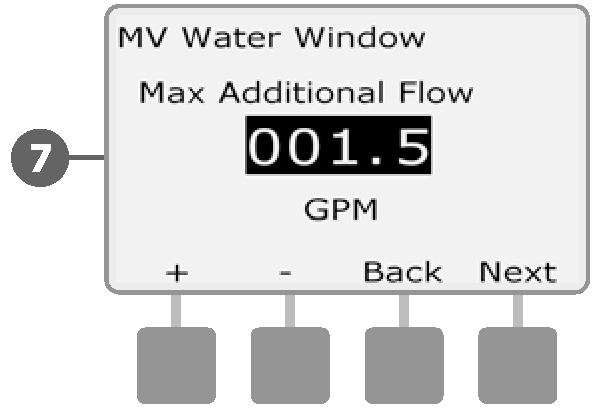 MV Water Window
Max Additional Flow
7
001.5
GPM
+ - Back Next